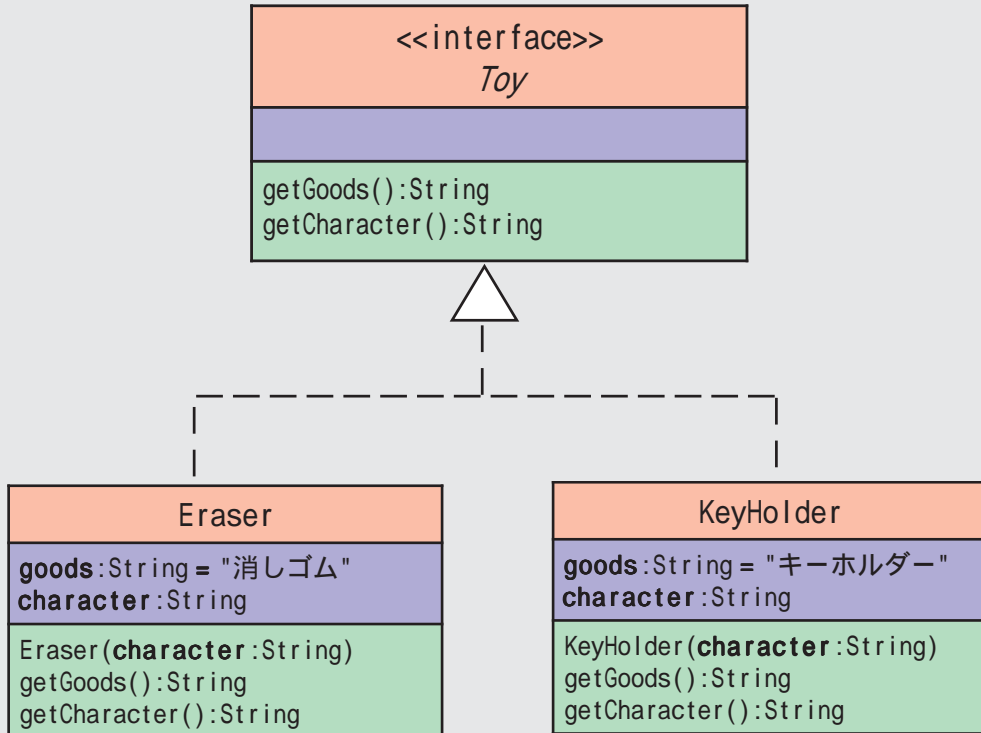 <<interface>>
Toy
getGoods():String
getCharacter():String
Eraser
goods:String = "消しゴム"
character:String
Eraser(character:String)
getGoods():String
getCharacter():String
KeyHolder
goods:String = "キーホルダー"
character:String
KeyHolder(character:String)
getGoods():String
getCharacter():String